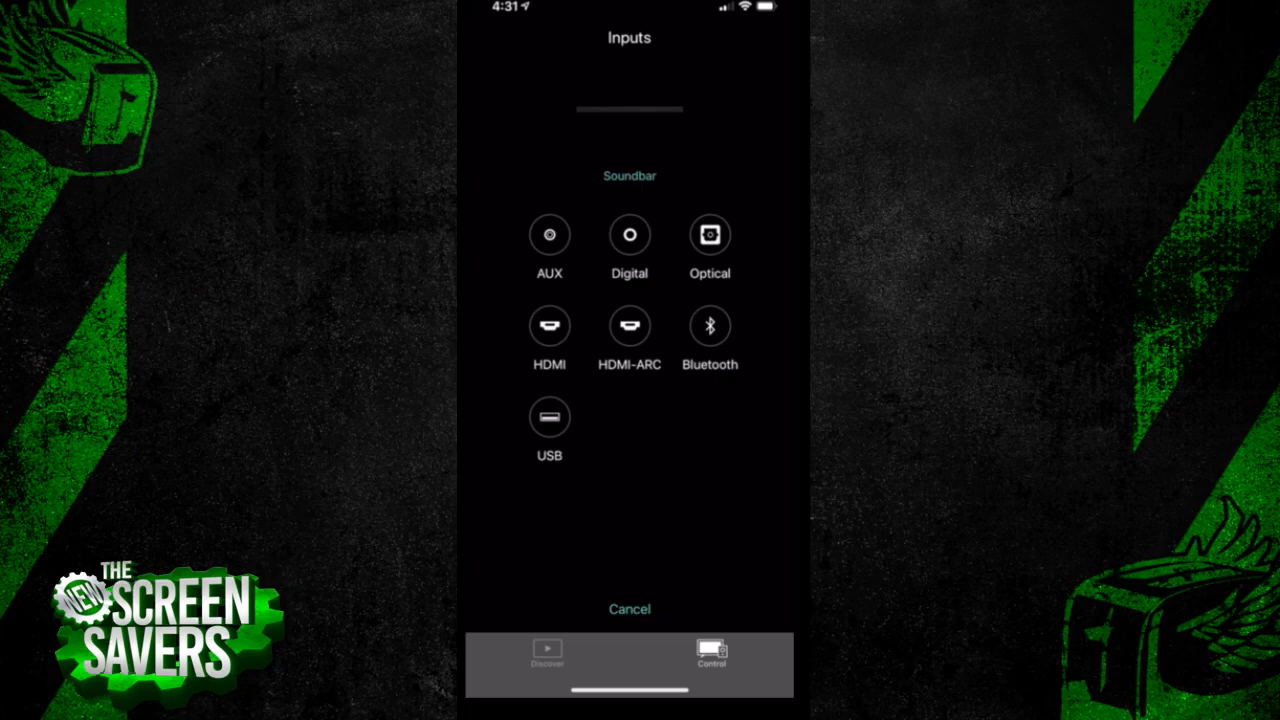 4:31
Inputs
Soundbar
AUX Digital Optical
HDMI HDMI-ARC Bluetooth
USB
Cancel
Discover Control
THE
NEW SCREEN
SAVERS